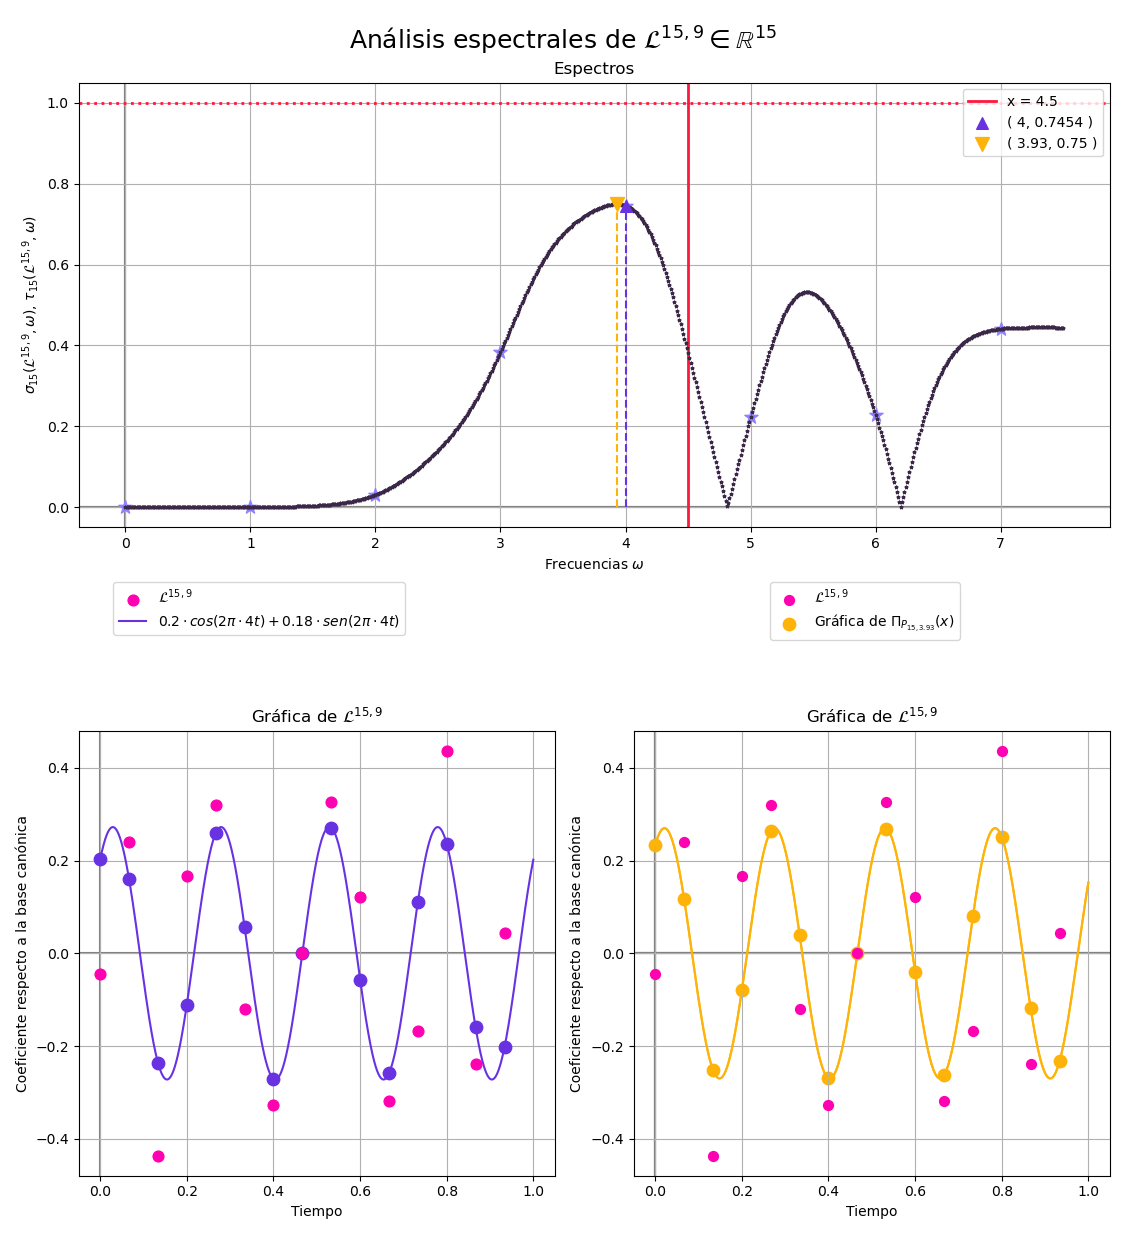 Análisis espectrales de 𝓛^{15,9} ∈ ℝ^{15}
Espectros
1.0
0.8
0.6
0.4
0.2
0.0
σ₁₅(𝓛^{15,9}, ω), τ₁₅(𝓛^{15,9}, ω)
x = 4.5
( 4, 0.7454 )
( 3.93, 0.75 )
0 1 2 3 4 5 6 7
Frecuencias ω
𝓛^{15,9}
0.2 · cos(2π · 4t) + 0.18 · sen(2π · 4t)
𝓛^{15,9}
Gráfica de Π_{P_{15,3.93}}(x)
Gráfica de 𝓛^{15,9}
Coeficiente respecto a la base canónica
0.4
0.2
0.0
−0.2
−0.4
0.0 0.2 0.4 0.6 0.8 1.0
Tiempo
Gráfica de 𝓛^{15,9}
Coeficiente respecto a la base canónica
0.4
0.2
0.0
−0.2
−0.4
0.0 0.2 0.4 0.6 0.8 1.0
Tiempo